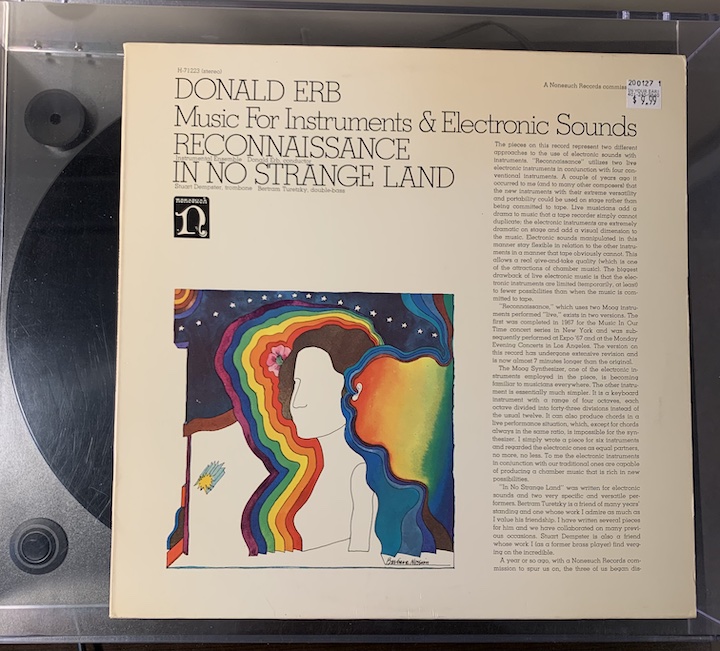 H-71223 (stereo)
DONALD ERB
A Nonesuch Records commis
200127 1
IN YOUR EAR!
$ 9.99
Music For Instruments & Electronic Sounds
RECONNAISSANCE
Instrumental Ensemble Donald Erb, conductor
IN NO STRANGE LAND
Stuart Dempster, trombone Bertram Turetzky, double-bass
nonesuch
n
Barbara Nessim
The pieces on this record represent two different
approaches to the use of electronic sounds with
instruments. "Reconnaissance" utilizes two live
electronic instruments in conjunction with four con-
ventional instruments. A couple of years ago it
occurred to me (and to many other composers) that
the new instruments with their extreme versatility
and portability could be used on stage rather than
being committed to tape. Live musicians add a
drama to music that a tape recorder simply cannot
duplicate; the electronic instruments are extremely
dramatic on stage and add a visual dimension to
the music. Electronic sounds manipulated in this
manner stay flexible in relation to the other instru-
ments in a manner that tape obviously cannot. This
allows a real give-and-take quality (which is one
of the attractions of chamber music). The biggest
drawback of live electronic music is that the elec-
tronic instruments are limited (temporarily, at least)
to fewer possibilities than when the music is com-
mitted to tape.
"Reconnaissance," which uses two Moog instru-
ments performed "live," exists in two versions. The
first was completed in 1967 for the Music In Our
Time concert series in New York and was sub-
sequently performed at Expo '67 and at the Monday
Evening Concerts in Los Angeles. The version on
this record has undergone extensive revision and
is now almost 7 minutes longer than the original.
The Moog Synthesizer, one of the electronic in-
struments employed in the piece, is becoming
familiar to musicians everywhere. The other instru-
ment is essentially much simpler. It is a keyboard
instrument with a range of four octaves, each
octave divided into forty-three divisions instead of
the usual twelve. It can also produce chords in a
live performance situation, which, except for chords
always in the same ratio, is impossible for the syn-
thesizer. I simply wrote a piece for six instruments
and regarded the electronic ones as equal partners,
no more, no less. To me the electronic instruments
in conjunction with our traditional ones are capable
of producing a chamber music that is rich in new
possibilities.
"In No Strange Land" was written for electronic
sounds and two very specific and versatile per-
formers. Bertram Turetzky is a friend of many years'
standing and one whose work I admire as much as
I value his friendship. I have written several pieces
for him and we have collaborated on many previ-
ous occasions. Stuart Dempster is also a friend
whose work I (as a former brass player) find verg-
ing on the incredible.
A year or so ago, with a Nonesuch Records com-
mission to spur us on, the three of us began dis-